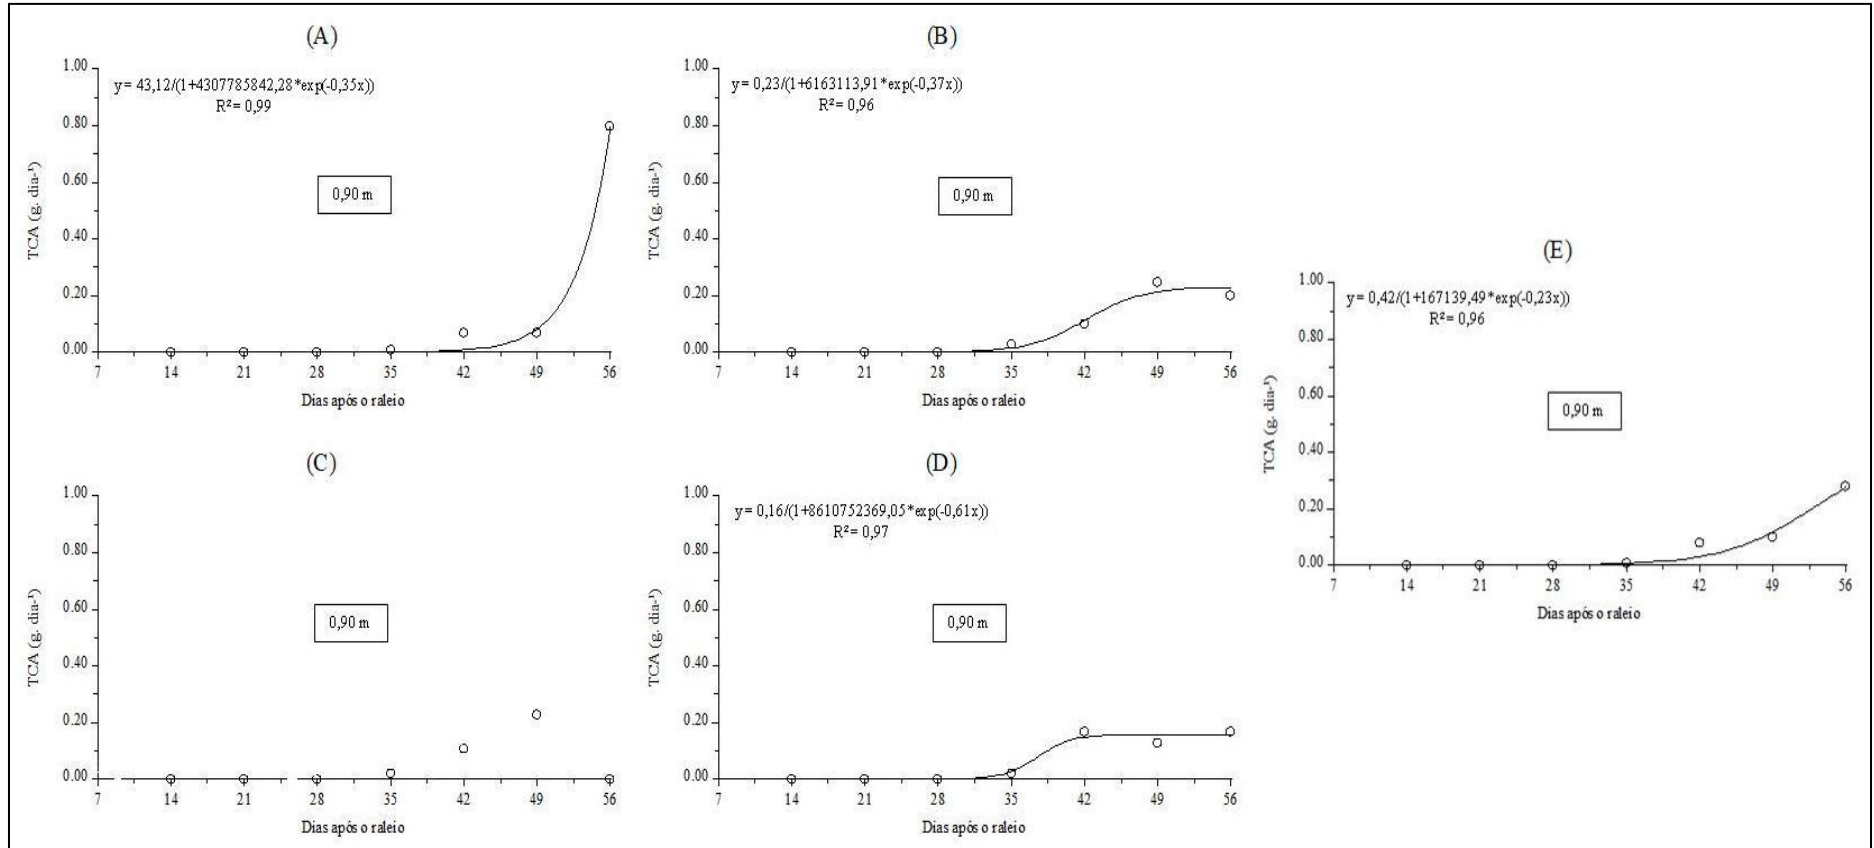 (A)
1.00
y = 43,12/(1+4307785842,28*exp(-0,35x))
R² = 0,99
0.80
0.60
0,90 m
TCA (g. dia-¹)
0.40
0.20
0.00
7 14 21 28 35 42 49 56
Dias após o raleio
(B)
1.00
y = 0,23/(1+6163113,91*exp(-0,37x))
R² = 0,96
0.80
0.60
0,90 m
TCA (g. dia-¹)
0.40
0.20
0.00
7 14 21 28 35 42 49 56
Dias após o raleio
(C)
1.00
0.80
0.60
0,90 m
TCA (g. dia-¹)
0.40
0.20
0.00
7 14 21 28 35 42 49 56
Dias após o raleio
(D)
1.00
y = 0,16/(1+8610752369,05*exp(-0,61x))
R² = 0,97
0.80
0.60
0,90 m
TCA (g. dia-¹)
0.40
0.20
0.00
7 14 21 28 35 42 49 56
Dias após o raleio
(E)
1.00
y = 0,42/(1+167139,49*exp(-0,23x))
R² = 0,96
0.80
0.60
0,90 m
TCA (g. dia-¹)
0.40
0.20
0.00
7 14 21 28 35 42 49 56
Dias após o raleio